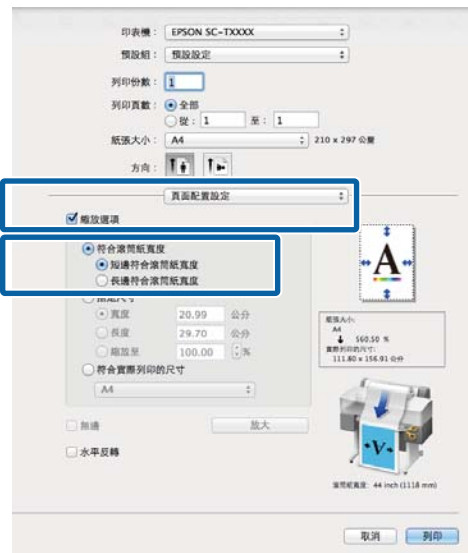 印表機： EPSON SC-TXXXX
預設組： 預設設定
列印份數： 1
列印頁數： 全部
從： 1 至： 1
紙張大小： A4 210 x 297 公釐
方向：
頁面配置設定
縮放選項
符合滾筒紙寬度
短邊符合滾筒紙寬度
長邊符合滾筒紙寬度
指定尺寸
寬度 20.99 公分
長度 29.70 公分
縮放至 100.00 %
符合實際列印的尺寸
A4
無邊 放大
水平反轉
A
紙張大小:
A4
560.50 %
實際列印的尺寸:
111.80 x 156.91 公分
A
滾筒紙寬度: 44 inch (1118 mm)
取消 列印